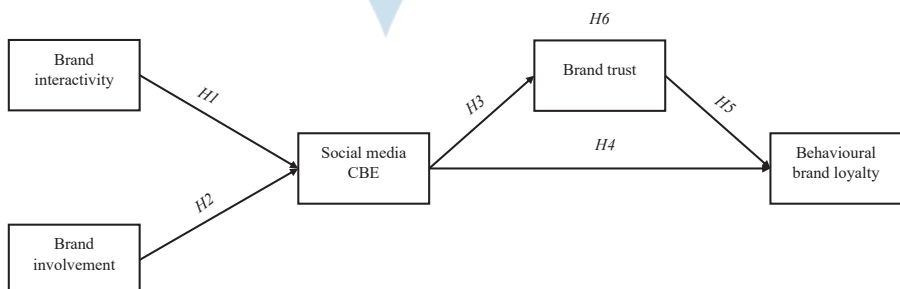 H6
Brand
interactivity
Brand trust
H1
H3
H5
Social media
CBE
H4
Behavioural
brand loyalty
H2
Brand
involvement